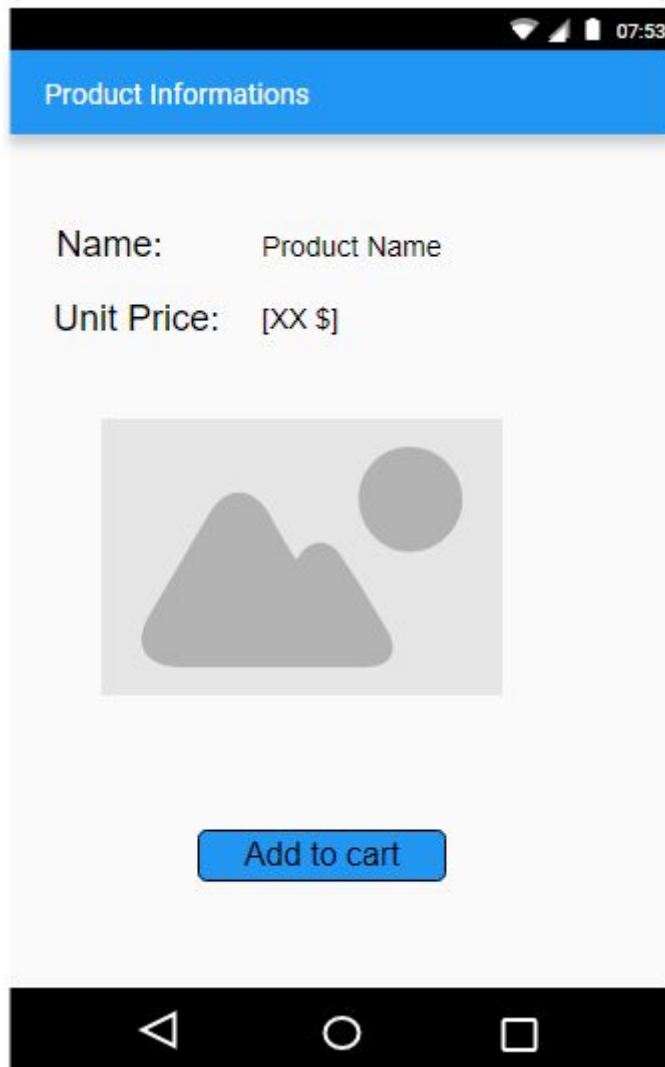 07:53
Product Informations
Name: Product Name
Unit Price: [XX $]
Add to cart